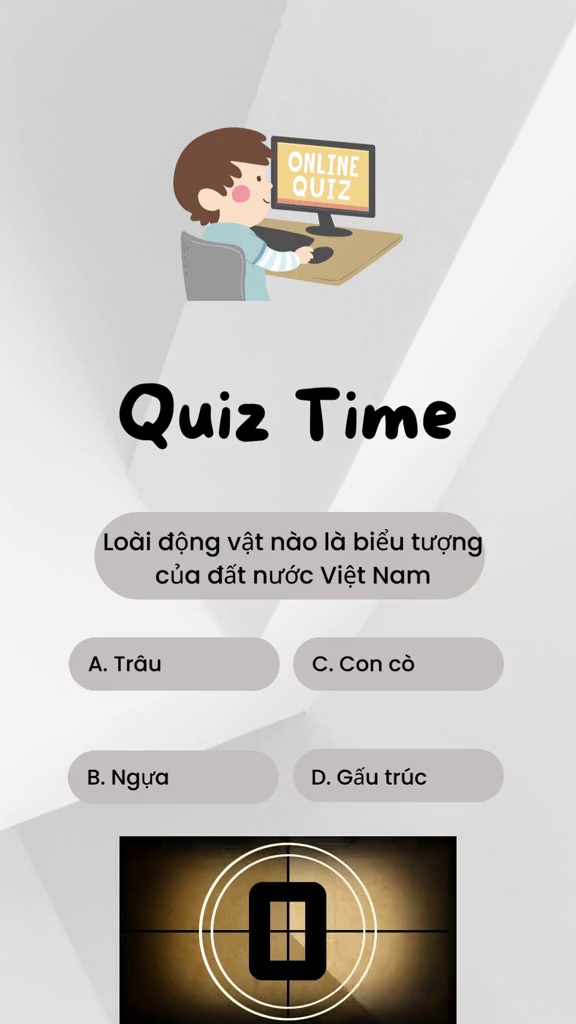 ONLINE
QUIZ
Quiz Time
Loài động vật nào là biểu tượng
của đất nước Việt Nam
A. Trâu
C. Con cò
B. Ngựa
D. Gấu trúc
0